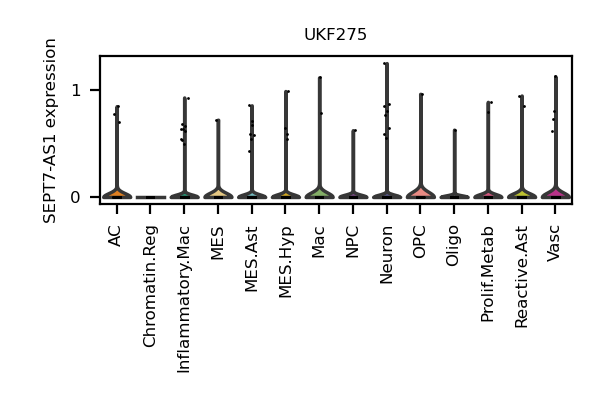 UKF275
SEPT7-AS1 expression
1
0
AC
Chromatin.Reg
Inflammatory.Mac
MES
MES.Ast
MES.Hyp
Mac
NPC
Neuron
OPC
Oligo
Prolif.Metab
Reactive.Ast
Vasc